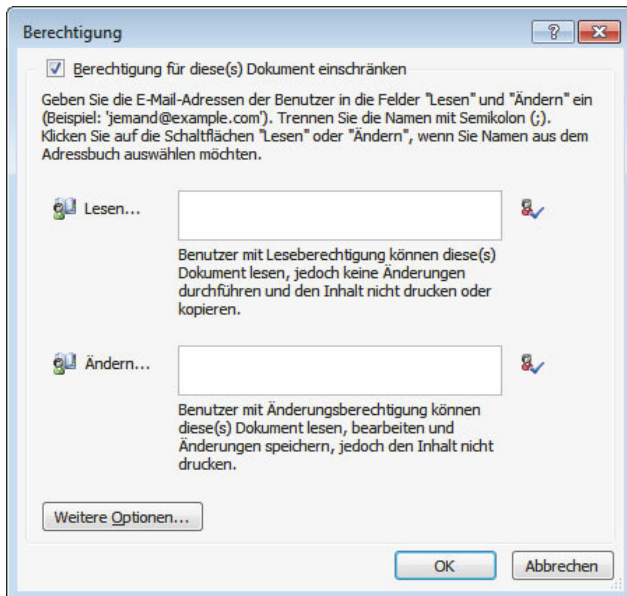 Berechtigung
Berechtigung für diese(s) Dokument einschränken
Geben Sie die E-Mail-Adressen der Benutzer in die Felder "Lesen" und "Ändern" ein
(Beispiel: 'jemand@example.com'). Trennen Sie die Namen mit Semikolon (;).
Klicken Sie auf die Schaltflächen "Lesen" oder "Ändern", wenn Sie Namen aus dem
Adressbuch auswählen möchten.
Lesen...
Benutzer mit Leseberechtigung können diese(s)
Dokument lesen, jedoch keine Änderungen
durchführen und den Inhalt nicht drucken oder
kopieren.
Ändern...
Benutzer mit Änderungsberechtigung können
diese(s) Dokument lesen, bearbeiten und
Änderungen speichern, jedoch den Inhalt nicht
drucken.
Weitere Optionen...
OK Abbrechen